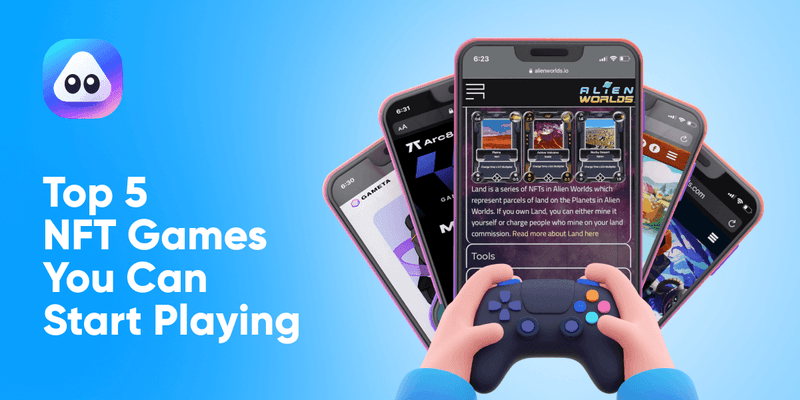 Top 5
NFT Games
You Can
Start Playing
6:30
GAMETA
6:31
AA
Arc8
6:23
alienworlds.io
ALIEN
WORLDS
Land is a series of NFTs in Alien Worlds which
represent parcels of land on the Planets in Alien
Worlds. If you own Land, you can either mine it
yourself or charge people who mine on your land
commission. Read more about Land here
Tools
s.com